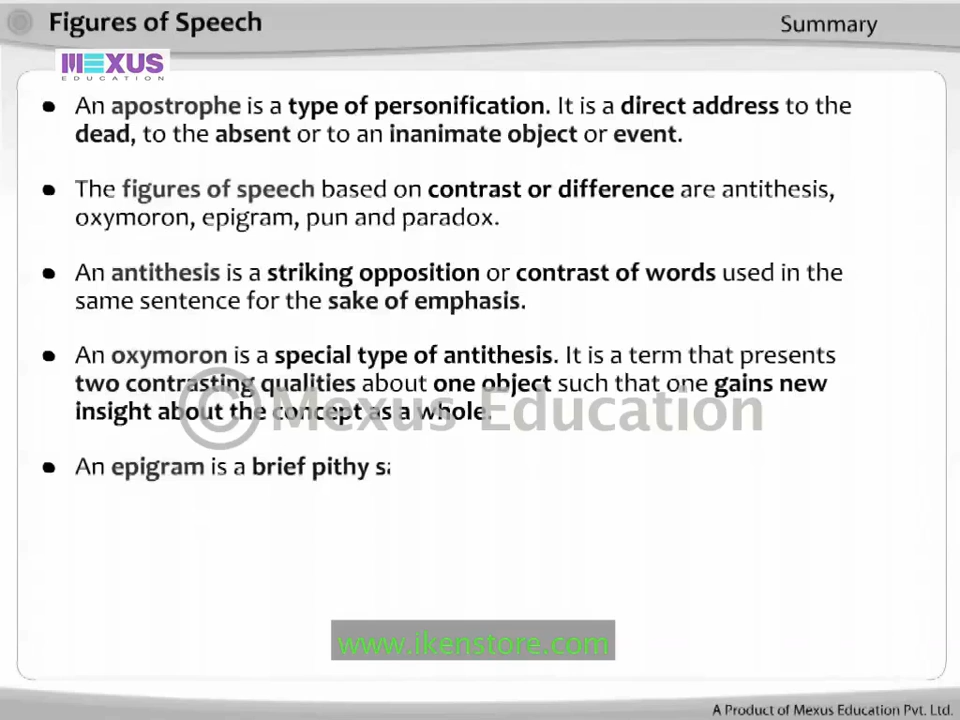 Figures of Speech
Summary
MEXUS
EDUCATION
An apostrophe is a type of personification. It is a direct address to the
dead, to the absent or to an inanimate object or event.
The figures of speech based on contrast or difference are antithesis,
oxymoron, epigram, pun and paradox.
An antithesis is a striking opposition or contrast of words used in the
same sentence for the sake of emphasis.
An oxymoron is a special type of antithesis. It is a term that presents
two contrasting qualities about one object such that one gains new
insight about the concept as a whole.
© Mexus Education
An epigram is a brief pithy
www.ikenstore.com
A Product of Mexus Education Pvt. Ltd.